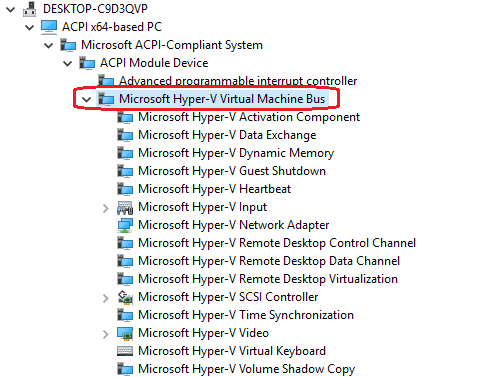 DESKTOP-C9D3QVP
ACPI x64-based PC
Microsoft ACPI-Compliant System
ACPI Module Device
Advanced programmable interrupt controller
Microsoft Hyper-V Virtual Machine Bus
Microsoft Hyper-V Activation Component
Microsoft Hyper-V Data Exchange
Microsoft Hyper-V Dynamic Memory
Microsoft Hyper-V Guest Shutdown
Microsoft Hyper-V Heartbeat
Microsoft Hyper-V Input
Microsoft Hyper-V Network Adapter
Microsoft Hyper-V Remote Desktop Control Channel
Microsoft Hyper-V Remote Desktop Data Channel
Microsoft Hyper-V Remote Desktop Virtualization
Microsoft Hyper-V SCSI Controller
Microsoft Hyper-V Time Synchronization
Microsoft Hyper-V Video
Microsoft Hyper-V Virtual Keyboard
Microsoft Hyper-V Volume Shadow Copy